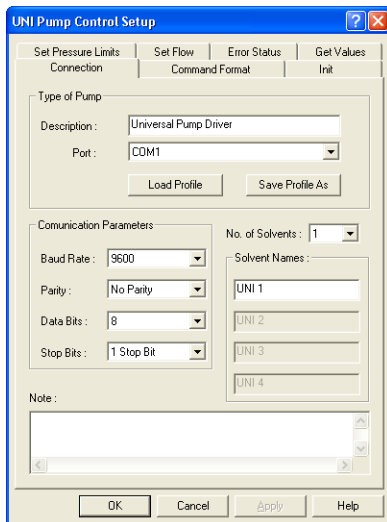 UNI Pump Control Setup
Set Pressure Limits Set Flow Error Status Get Values
Connection Command Format Init
Type of Pump
Description : Universal Pump Driver
Port : COM1
Load Profile Save Profile As
Comunication Parameters
No. of Solvents : 1
Baud Rate : 9600
Solvent Names :
Parity : No Parity
UNI 1
Data Bits : 8
UNI 2
Stop Bits : 1 Stop Bit
UNI 3
UNI 4
Note :
OK Cancel Apply Help